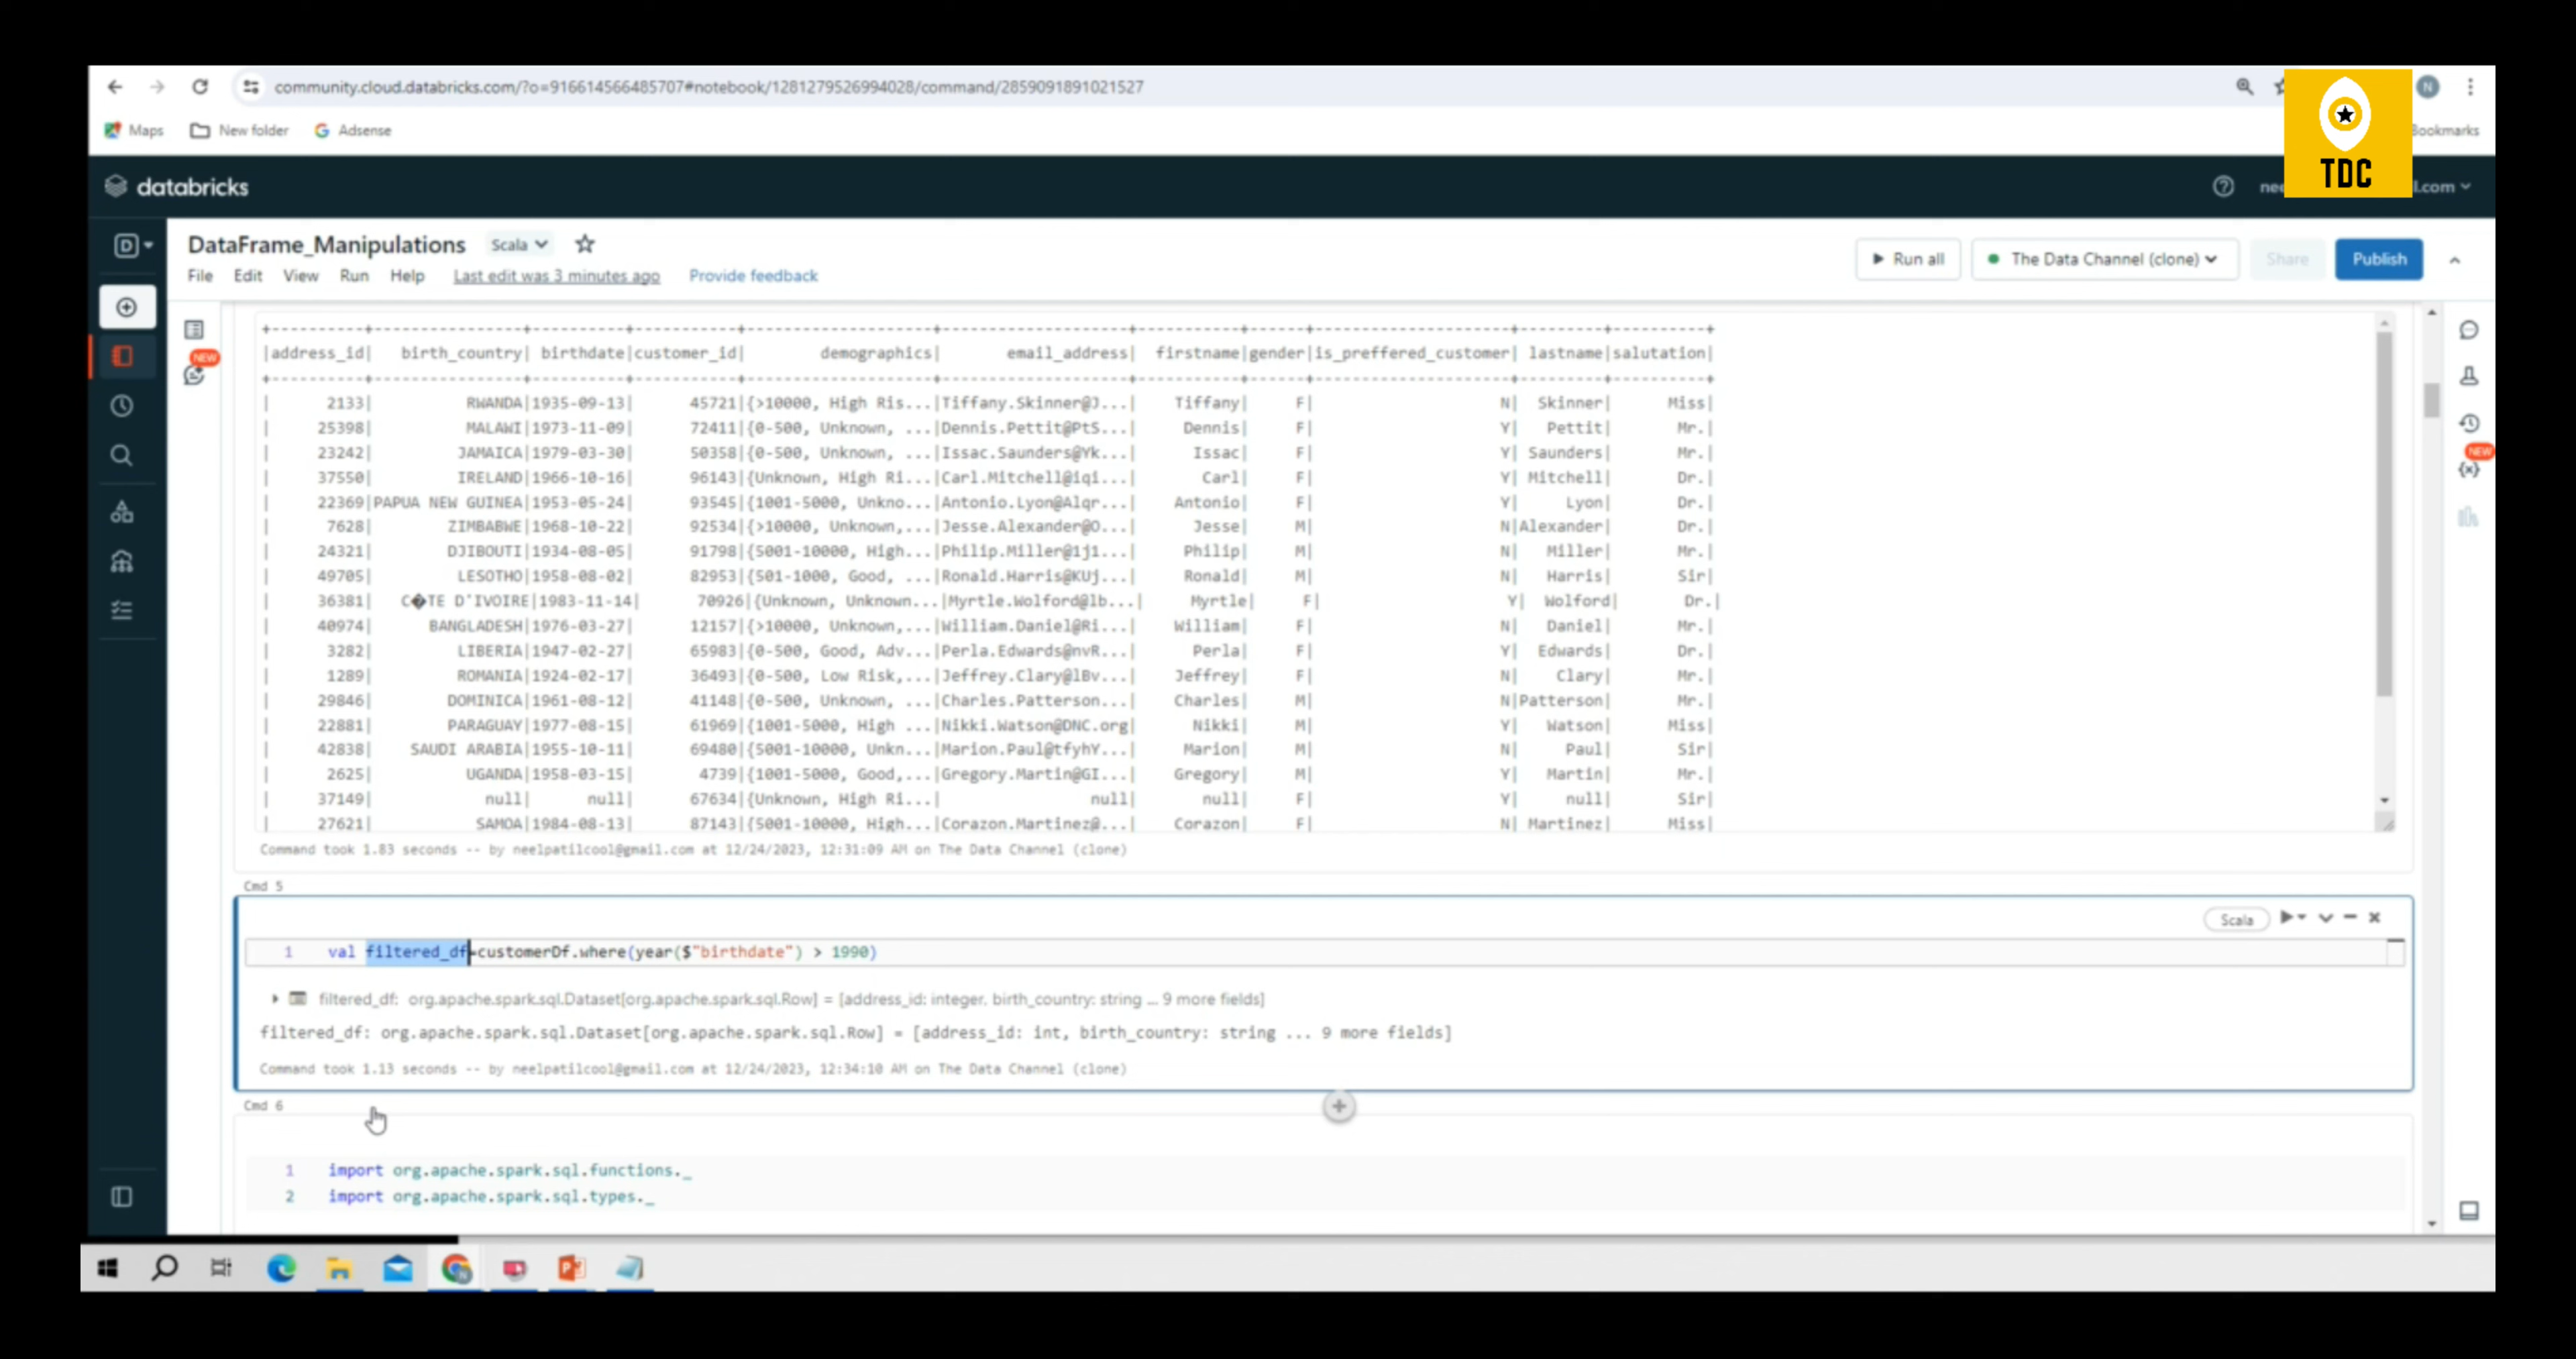 community.cloud.databricks.com/?o=916614566485707#notebook/1281279526994028/command/2859091891021527
N
Maps New folder Adsense Bookmarks
TDC
databricks
nee l.com
D
DataFrame_Manipulations Scala
Run all The Data Channel (clone) Share Publish
File Edit View Run Help Last edit was 3 minutes ago Provide feedback
NEW
NEW
+----------+----------------+----------+-----------+--------------------+--------------------+----------+------+---------------------+---------+----------+
|address_id| birth_country| birthdate|customer_id| demographics| email_address| firstname|gender|is_preffered_customer| lastname|salutation|
+----------+----------------+----------+-----------+--------------------+--------------------+----------+------+---------------------+---------+----------+
| 2133| RWANDA|1935-09-13| 45721|{>10000, High Ris...|Tiffany.Skinner@J...| Tiffany| F| N| Skinner| Miss|
| 25398| MALAWI|1973-11-09| 72411|{0-500, Unknown, ...|Dennis.Pettit@PtS...| Dennis| F| Y| Pettit| Mr.|
| 23242| JAMAICA|1979-03-30| 50358|{0-500, Unknown, ...|Issac.Saunders@Yk...| Issac| F| Y| Saunders| Mr.|
| 37550| IRELAND|1966-10-16| 96143|{Unknown, High Ri...|Carl.Mitchell@iqi...| Carl| F| Y| Mitchell| Dr.|
| 22369|PAPUA NEW GUINEA|1953-05-24| 93545|{1001-5000, Unkno...|Antonio.Lyon@Alqr...| Antonio| F| Y| Lyon| Dr.|
| 7628| ZIMBABWE|1968-10-22| 92534|{>10000, Unknown,...|Jesse.Alexander@O...| Jesse| M| N|Alexander| Dr.|
| 24321| DJIBOUTI|1934-08-05| 91798|{5001-10000, High...|Philip.Miller@1j1...| Philip| M| N| Miller| Mr.|
| 49705| LESOTHO|1958-08-02| 82953|{501-1000, Good, ...|Ronald.Harris@KUj...| Ronald| M| N| Harris| Sir|
| 36381| C�TE D'IVOIRE|1983-11-14| 70926|{Unknown, Unknown...|Myrtle.Wolford@lb...| Myrtle| F| Y| Wolford| Dr.|
| 40974| BANGLADESH|1976-03-27| 12157|{>10000, Unknown,...|William.Daniel@Ri...| William| F| N| Daniel| Mr.|
| 3282| LIBERIA|1947-02-27| 65983|{0-500, Good, Adv...|Perla.Edwards@nvR...| Perla| F| Y| Edwards| Dr.|
| 1289| ROMANIA|1924-02-17| 36493|{0-500, Low Risk,...|Jeffrey.Clary@lBv...| Jeffrey| F| N| Clary| Mr.|
| 29846| DOMINICA|1961-08-12| 41148|{0-500, Unknown, ...|Charles.Patterson...| Charles| M| N|Patterson| Mr.|
| 22881| PARAGUAY|1977-08-15| 61969|{1001-5000, High ...|Nikki.Watson@DNC.org| Nikki| M| Y| Watson| Miss|
| 42838| SAUDI ARABIA|1955-10-11| 69480|{5001-10000, Unkn...|Marion.Paul@tfyhY...| Marion| M| N| Paul| Sir|
| 2625| UGANDA|1958-03-15| 4739|{1001-5000, Good,...|Gregory.Martin@GI...| Gregory| M| Y| Martin| Mr.|
| 37149| null| null| 67634|{Unknown, High Ri...| null| null| F| Y| null| Sir|
| 27621| SAMOA|1984-08-13| 87143|{5001-10000, High...|Corazon.Martinez@...| Corazon| F| N| Martinez| Miss|
Command took 1.83 seconds -- by neelpatilcool@gmail.com at 12/24/2023, 12:31:09 AM on The Data Channel (clone)
Cmd 5
Scala
1 val filtered_df=customerDf.where(year($"birthdate") > 1990)
filtered_df: org.apache.spark.sql.Dataset[org.apache.spark.sql.Row] = [address_id: integer, birth_country: string ... 9 more fields]
filtered_df: org.apache.spark.sql.Dataset[org.apache.spark.sql.Row] = [address_id: int, birth_country: string ... 9 more fields]
Command took 1.13 seconds -- by neelpatilcool@gmail.com at 12/24/2023, 12:34:10 AM on The Data Channel (clone)
Cmd 6
1 import org.apache.spark.sql.functions._
2 import org.apache.spark.sql.types._